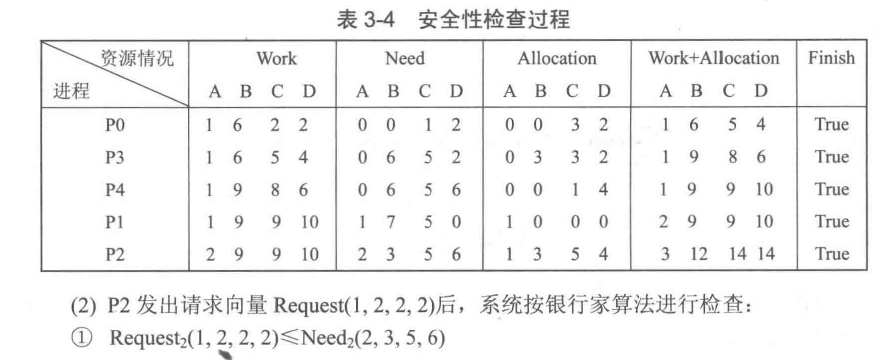 表 3-4 安全性检查过程
资源情况 Work Need Allocation Work+Allocation Finish
进程 A B C D A B C D A B C D A B C D
P0 1 6 2 2 0 0 1 2 0 0 3 2 1 6 5 4 True
P3 1 6 5 4 0 6 5 2 0 3 3 2 1 9 8 6 True
P4 1 9 8 6 0 6 5 6 0 0 1 4 1 9 9 10 True
P1 1 9 9 10 1 7 5 0 1 0 0 0 2 9 9 10 True
P2 2 9 9 10 2 3 5 6 1 3 5 4 3 12 14 14 True
(2) P2 发出请求向量 Request(1, 2, 2, 2)后，系统按银行家算法进行检查：
① Request₂(1, 2, 2, 2)≤Need₂(2, 3, 5, 6)